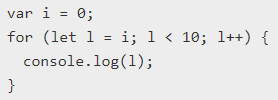 var i = 0;
for (let l = i; l < 10; l++) {
  console.log(l);
}